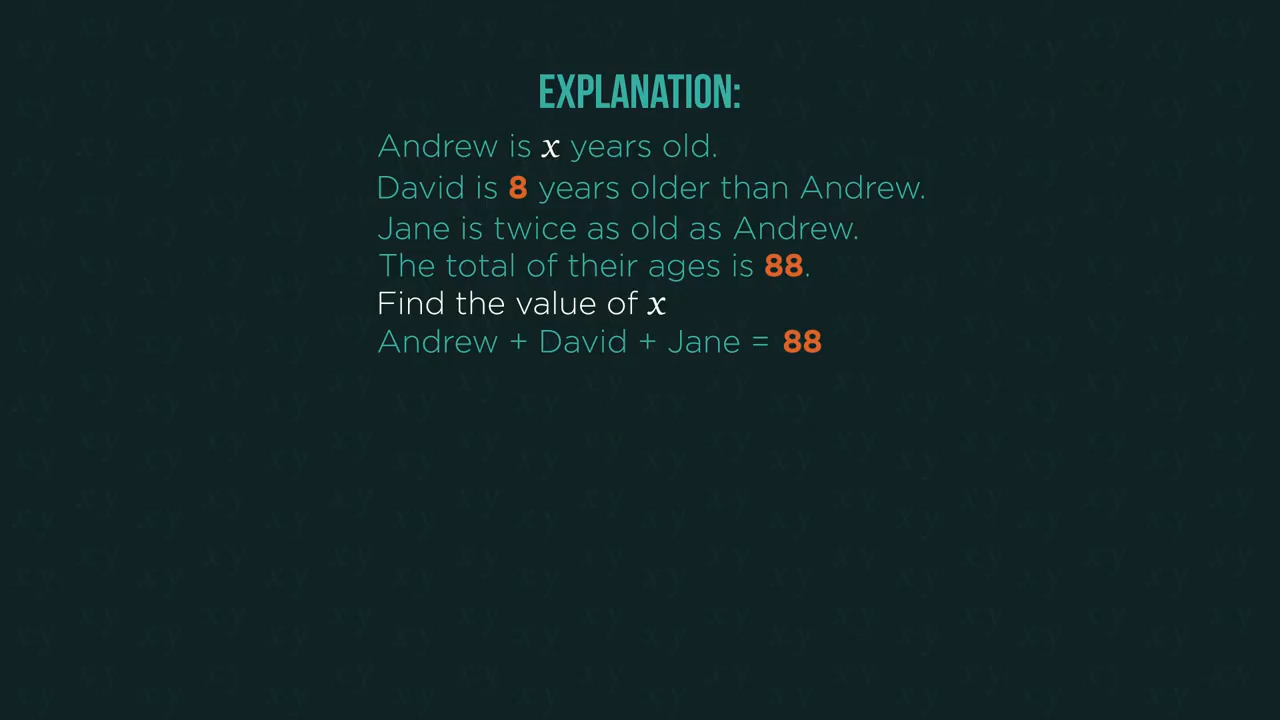 EXPLANATION:
Andrew is x years old.
David is 8 years older than Andrew.
Jane is twice as old as Andrew.
The total of their ages is 88.
Find the value of x
Andrew + David + Jane = 88